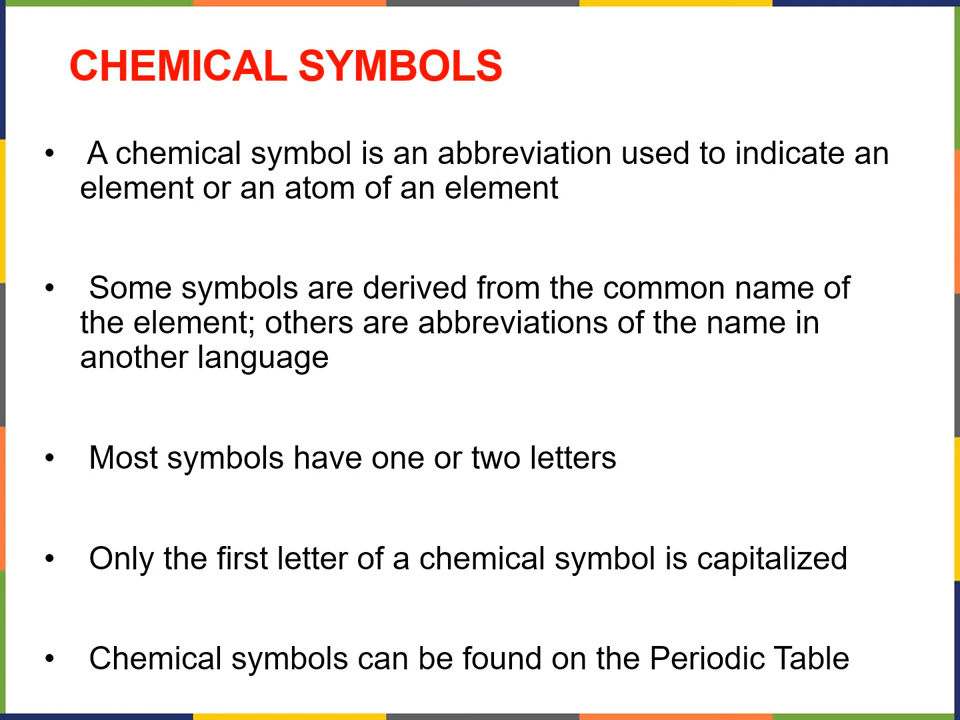 CHEMICAL SYMBOLS
• A chemical symbol is an abbreviation used to indicate an
element or an atom of an element
• Some symbols are derived from the common name of
the element; others are abbreviations of the name in
another language
• Most symbols have one or two letters
• Only the first letter of a chemical symbol is capitalized
• Chemical symbols can be found on the Periodic Table